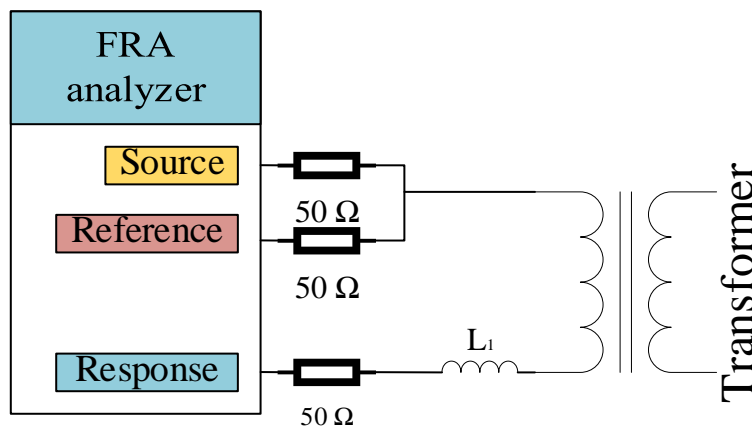 FRA
analyzer
Source
50 Ω
Reference
50 Ω
Response
50 Ω
L₁
Transformer